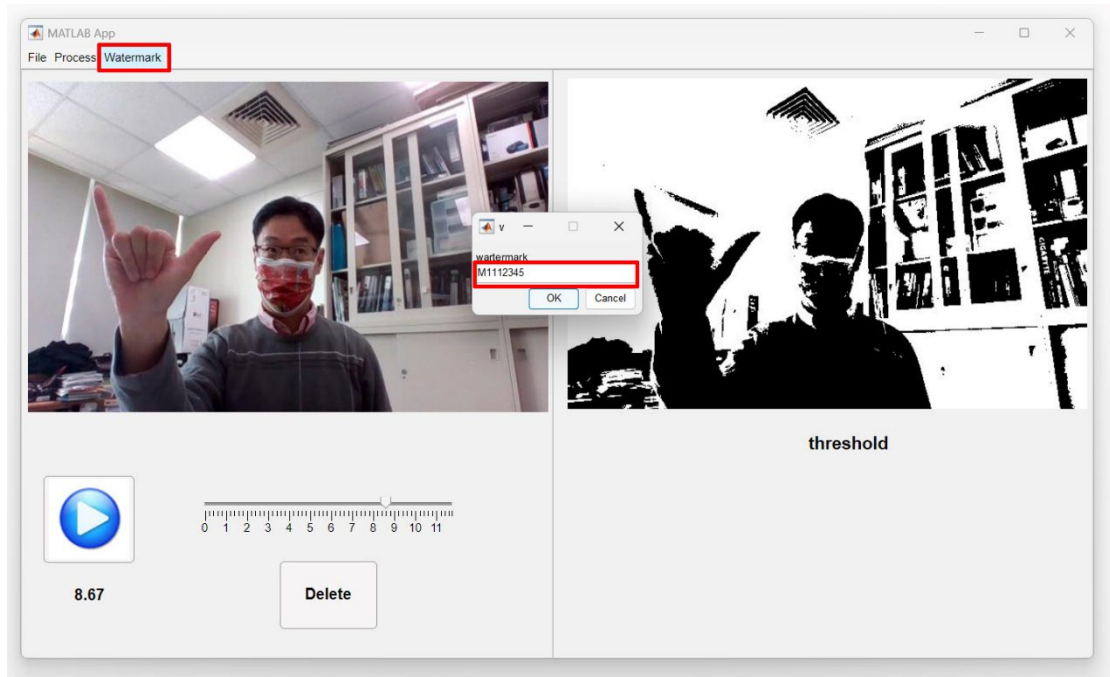 MATLAB App
File Process Watermark
v
wartermark
M1112345
OK Cancel
GIGABYTE
threshold
0 1 2 3 4 5 6 7 8 9 10 11
8.67
Delete